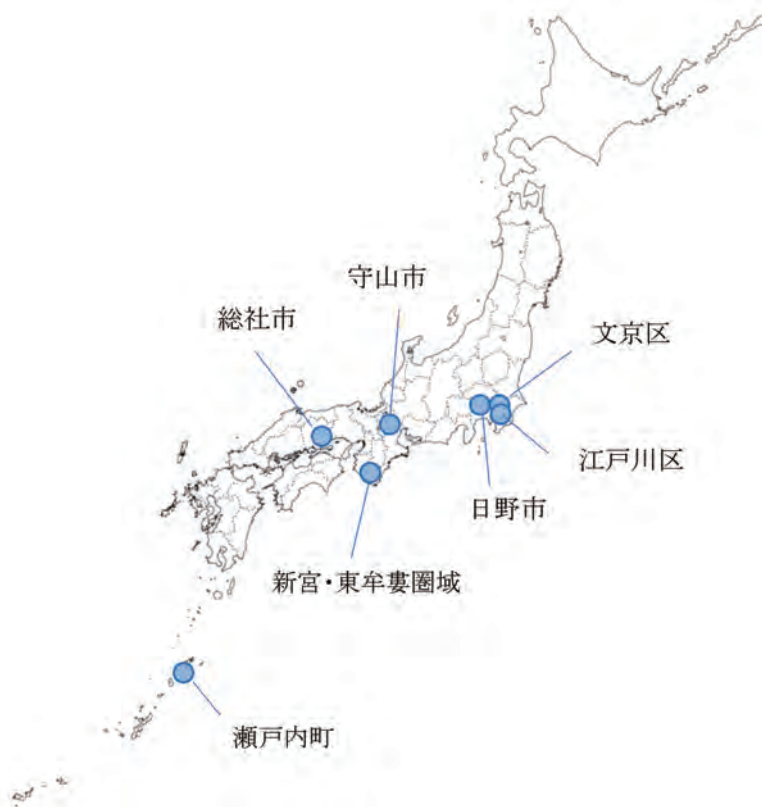 守山市
総社市
文京区
江戸川区
日野市
新宮・東牟婁圏域
瀬戸内町